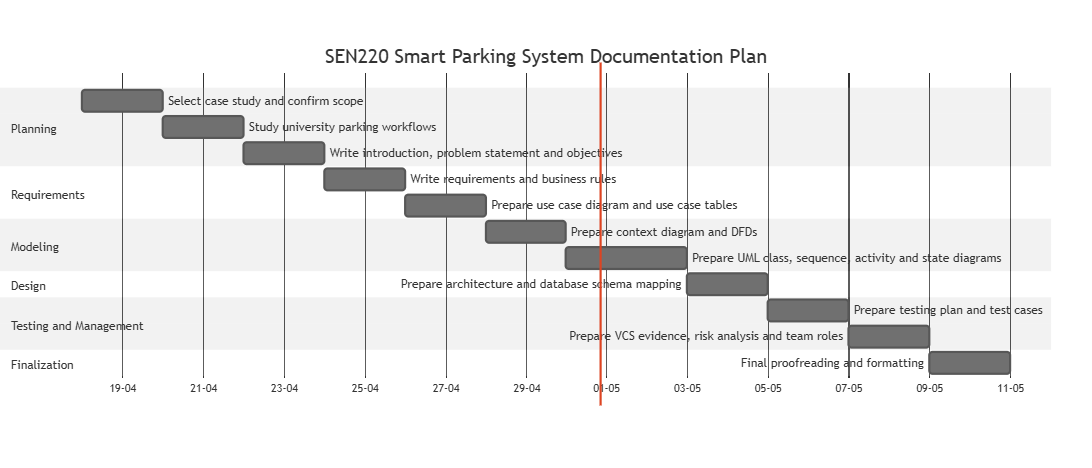 SEN220 Smart Parking System Documentation Plan
Select case study and confirm scope
Study university parking workflows
Planning
Write introduction, problem statement and objectives
Write requirements and business rules
Requirements
Prepare use case diagram and use case tables
Prepare context diagram and DFDs
Modeling
Prepare UML class, sequence, activity and state diagrams
Design
Prepare architecture and database schema mapping
Prepare testing plan and test cases
Testing and Management
Prepare VCS evidence, risk analysis and team roles
Finalization
Final proofreading and formatting
19-04 21-04 23-04 25-04 27-04 29-04 01-05 03-05 05-05 07-05 09-05 11-05